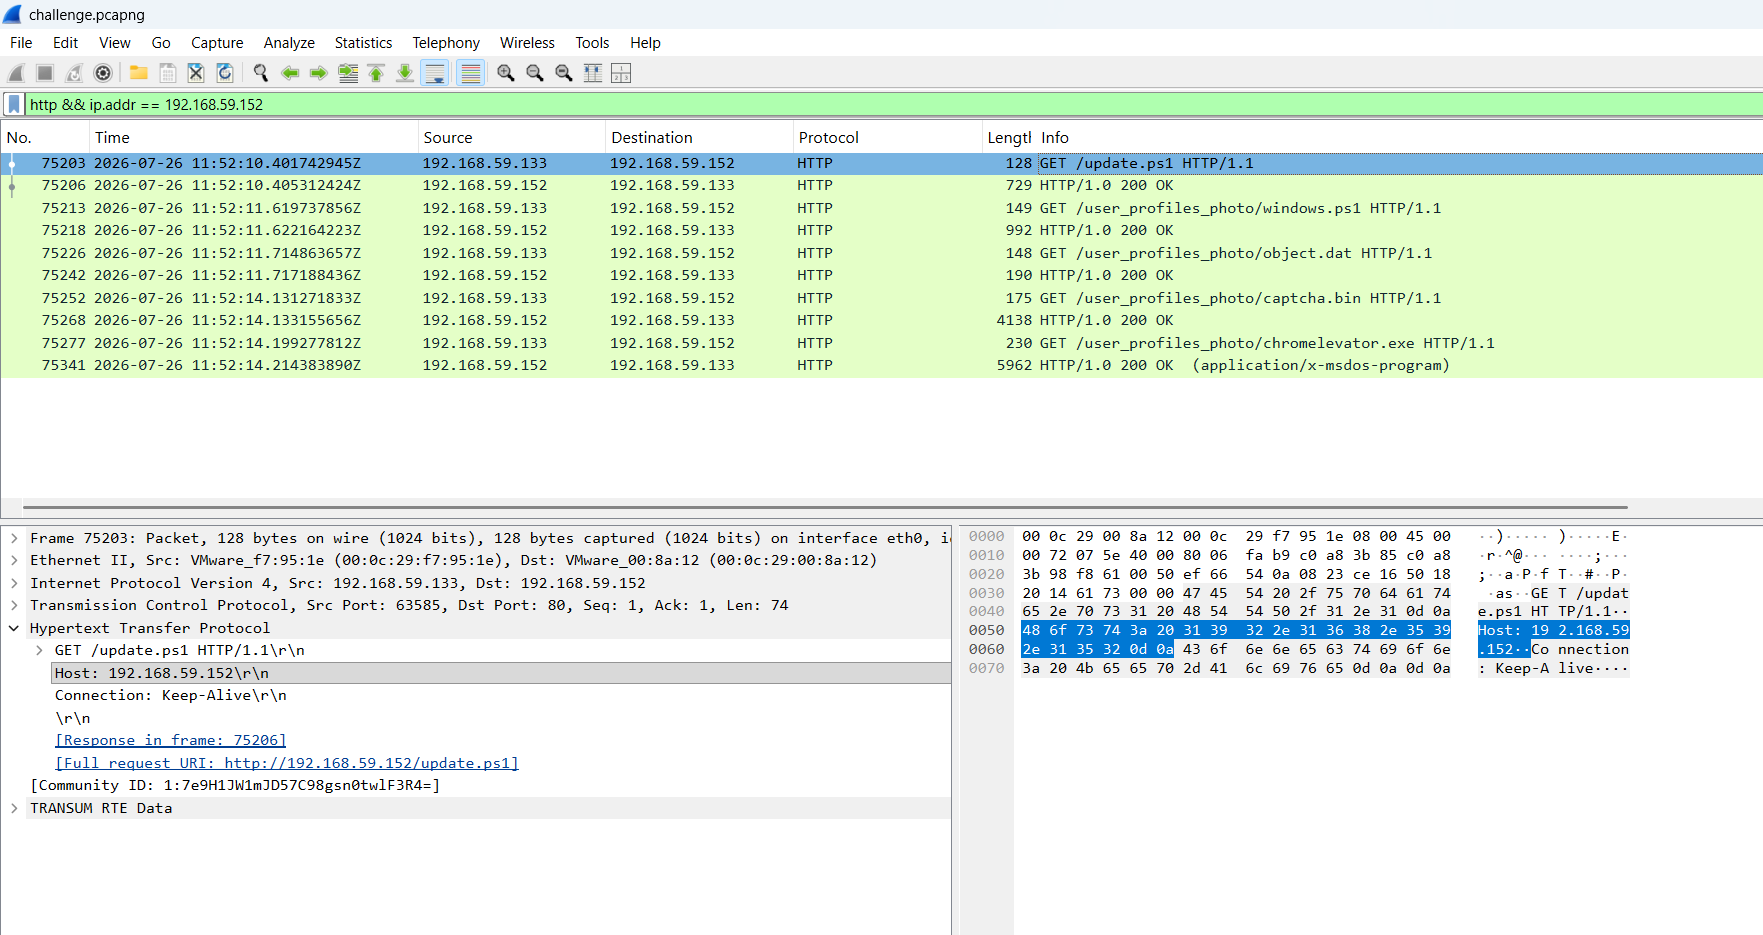 challenge.pcapng
File Edit View Go Capture Analyze Statistics Telephony Wireless Tools Help
http && ip.addr == 192.168.59.152
No. Time Source Destination Protocol Lengtl Info
75203 2026-07-26 11:52:10.401742945Z 192.168.59.133 192.168.59.152 HTTP 128 GET /update.ps1 HTTP/1.1
75206 2026-07-26 11:52:10.405312424Z 192.168.59.152 192.168.59.133 HTTP 729 HTTP/1.0 200 OK
75213 2026-07-26 11:52:11.619737856Z 192.168.59.133 192.168.59.152 HTTP 149 GET /user_profiles_photo/windows.ps1 HTTP/1.1
75218 2026-07-26 11:52:11.622164223Z 192.168.59.152 192.168.59.133 HTTP 992 HTTP/1.0 200 OK
75226 2026-07-26 11:52:11.714863657Z 192.168.59.133 192.168.59.152 HTTP 148 GET /user_profiles_photo/object.dat HTTP/1.1
75242 2026-07-26 11:52:11.717188436Z 192.168.59.152 192.168.59.133 HTTP 190 HTTP/1.0 200 OK
75252 2026-07-26 11:52:14.131271833Z 192.168.59.133 192.168.59.152 HTTP 175 GET /user_profiles_photo/captcha.bin HTTP/1.1
75268 2026-07-26 11:52:14.133155656Z 192.168.59.152 192.168.59.133 HTTP 4138 HTTP/1.0 200 OK
75277 2026-07-26 11:52:14.199277812Z 192.168.59.133 192.168.59.152 HTTP 230 GET /user_profiles_photo/chromelevator.exe HTTP/1.1
75341 2026-07-26 11:52:14.214383890Z 192.168.59.152 192.168.59.133 HTTP 5962 HTTP/1.0 200 OK (application/x-msdos-program)
Frame 75203: Packet, 128 bytes on wire (1024 bits), 128 bytes captured (1024 bits) on interface eth0, i
Ethernet II, Src: VMware_f7:95:1e (00:0c:29:f7:95:1e), Dst: VMware_00:8a:12 (00:0c:29:00:8a:12)
Internet Protocol Version 4, Src: 192.168.59.133, Dst: 192.168.59.152
Transmission Control Protocol, Src Port: 63585, Dst Port: 80, Seq: 1, Ack: 1, Len: 74
Hypertext Transfer Protocol
GET /update.ps1 HTTP/1.1\r\n
Host: 192.168.59.152\r\n
Connection: Keep-Alive\r\n
\r\n
[Response in frame: 75206]
[Full request URI: http://192.168.59.152/update.ps1]
[Community ID: 1:7e9H1JW1mJD57C98gsn0twlF3R4=]
TRANSUM RTE Data
0000 00 0c 29 00 8a 12 00 0c 29 f7 95 1e 08 00 45 00 ··)····· )·····E·
0010 00 72 07 5e 40 00 80 06 fa b9 c0 a8 3b 85 c0 a8 ·r·^@··· ····;···
0020 3b 98 f8 61 00 50 ef 66 54 0a 08 23 ce 16 50 18 ;··a·P·f T··#··P·
0030 20 14 61 73 00 00 47 45 54 20 2f 75 70 64 61 74 ·as··GE T /updat
0040 65 2e 70 73 31 20 48 54 54 50 2f 31 2e 31 0d 0a e.ps1 HT TP/1.1··
0050 48 6f 73 74 3a 20 31 39 32 2e 31 36 38 2e 35 39 Host: 19 2.168.59
0060 2e 31 35 32 0d 0a 43 6f 6e 6e 65 63 74 69 6f 6e .152··Co nnection
0070 3a 20 4b 65 65 70 2d 41 6c 69 76 65 0d 0a 0d 0a : Keep-A live····